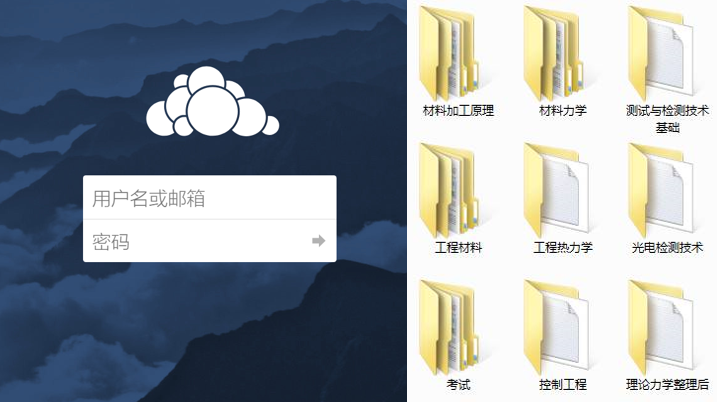 用户名或邮箱
密码
材料加工原理
材料力学
测试与检测技术
基础
工程材料
工程热力学
光电检测技术
考试
控制工程
理论力学整理后